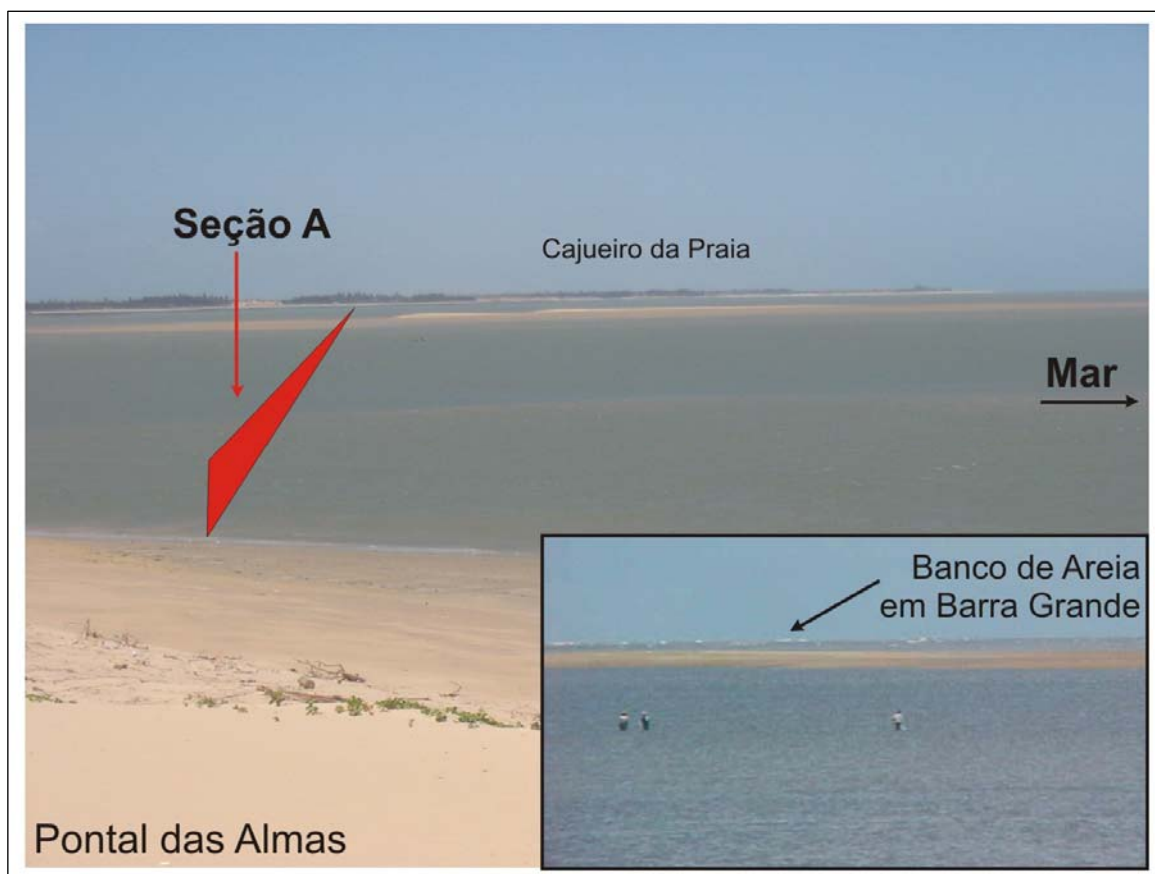 Seção A
Cajueiro da Praia
Mar
Banco de Areia
em Barra Grande
Pontal das Almas